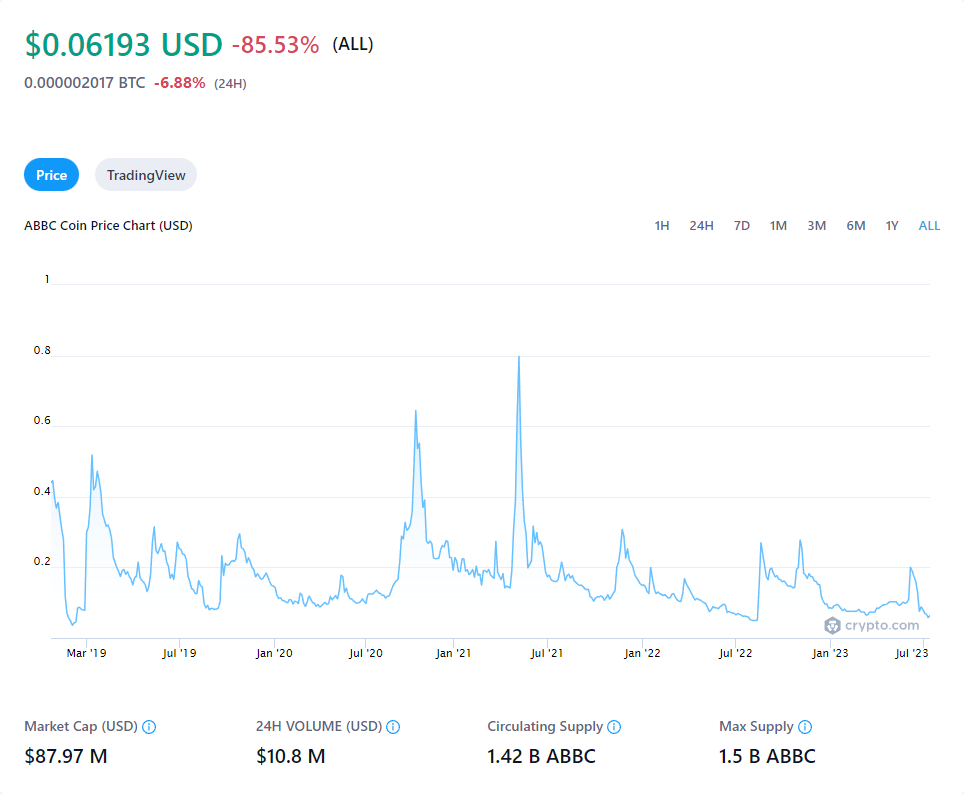 $0.06193 USD -85.53% (ALL)
0.000002017 BTC -6.88% (24H)
Price TradingView
ABBC Coin Price Chart (USD) 1H 24H 7D 1M 3M 6M 1Y ALL
1
0.8
0.6
0.4
0.2
crypto.com
Mar '19 Jul '19 Jan '20 Jul '20 Jan '21 Jul '21 Jan '22 Jul '22 Jan '23 Jul '23
Market Cap (USD) 24H VOLUME (USD) Circulating Supply Max Supply
$87.97 M $10.8 M 1.42 B ABBC 1.5 B ABBC